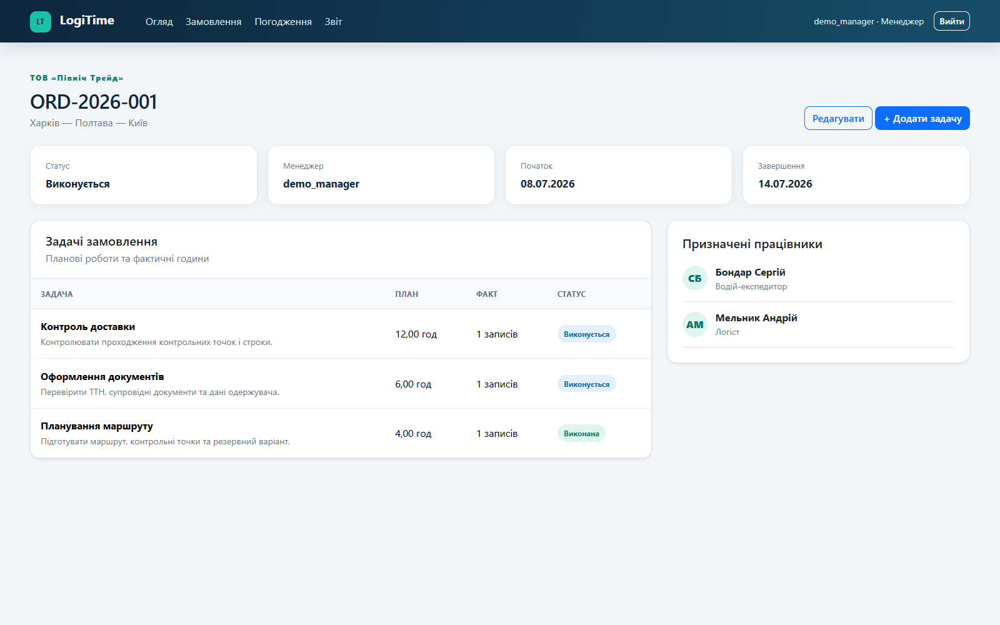 LT
LogiTime
Огляд
Замовлення
Погодження
Звіт
demo_manager · Менеджер
Вийти
ТОВ «Північ Трейд»
ORD-2026-001
Харків — Полтава — Київ
Редагувати
+ Додати задачу
Статус
Виконується
Менеджер
demo_manager
Початок
08.07.2026
Завершення
14.07.2026
Задачі замовлення
Планові роботи та фактичні години
ЗАДАЧА
ПЛАН
ФАКТ
СТАТУС
Контроль доставки
Контролювати проходження контрольних точок і строки.
12,00 год
1 записів
Виконується
Оформлення документів
Перевірити ТТН, супровідні документи та дані одержувача.
6,00 год
1 записів
Виконується
Планування маршруту
Підготувати маршрут, контрольні точки та резервний варіант.
4,00 год
1 записів
Виконана
Призначені працівники
СБ
Бондар Сергій
Водій-експедитор
АМ
Мельник Андрій
Логіст